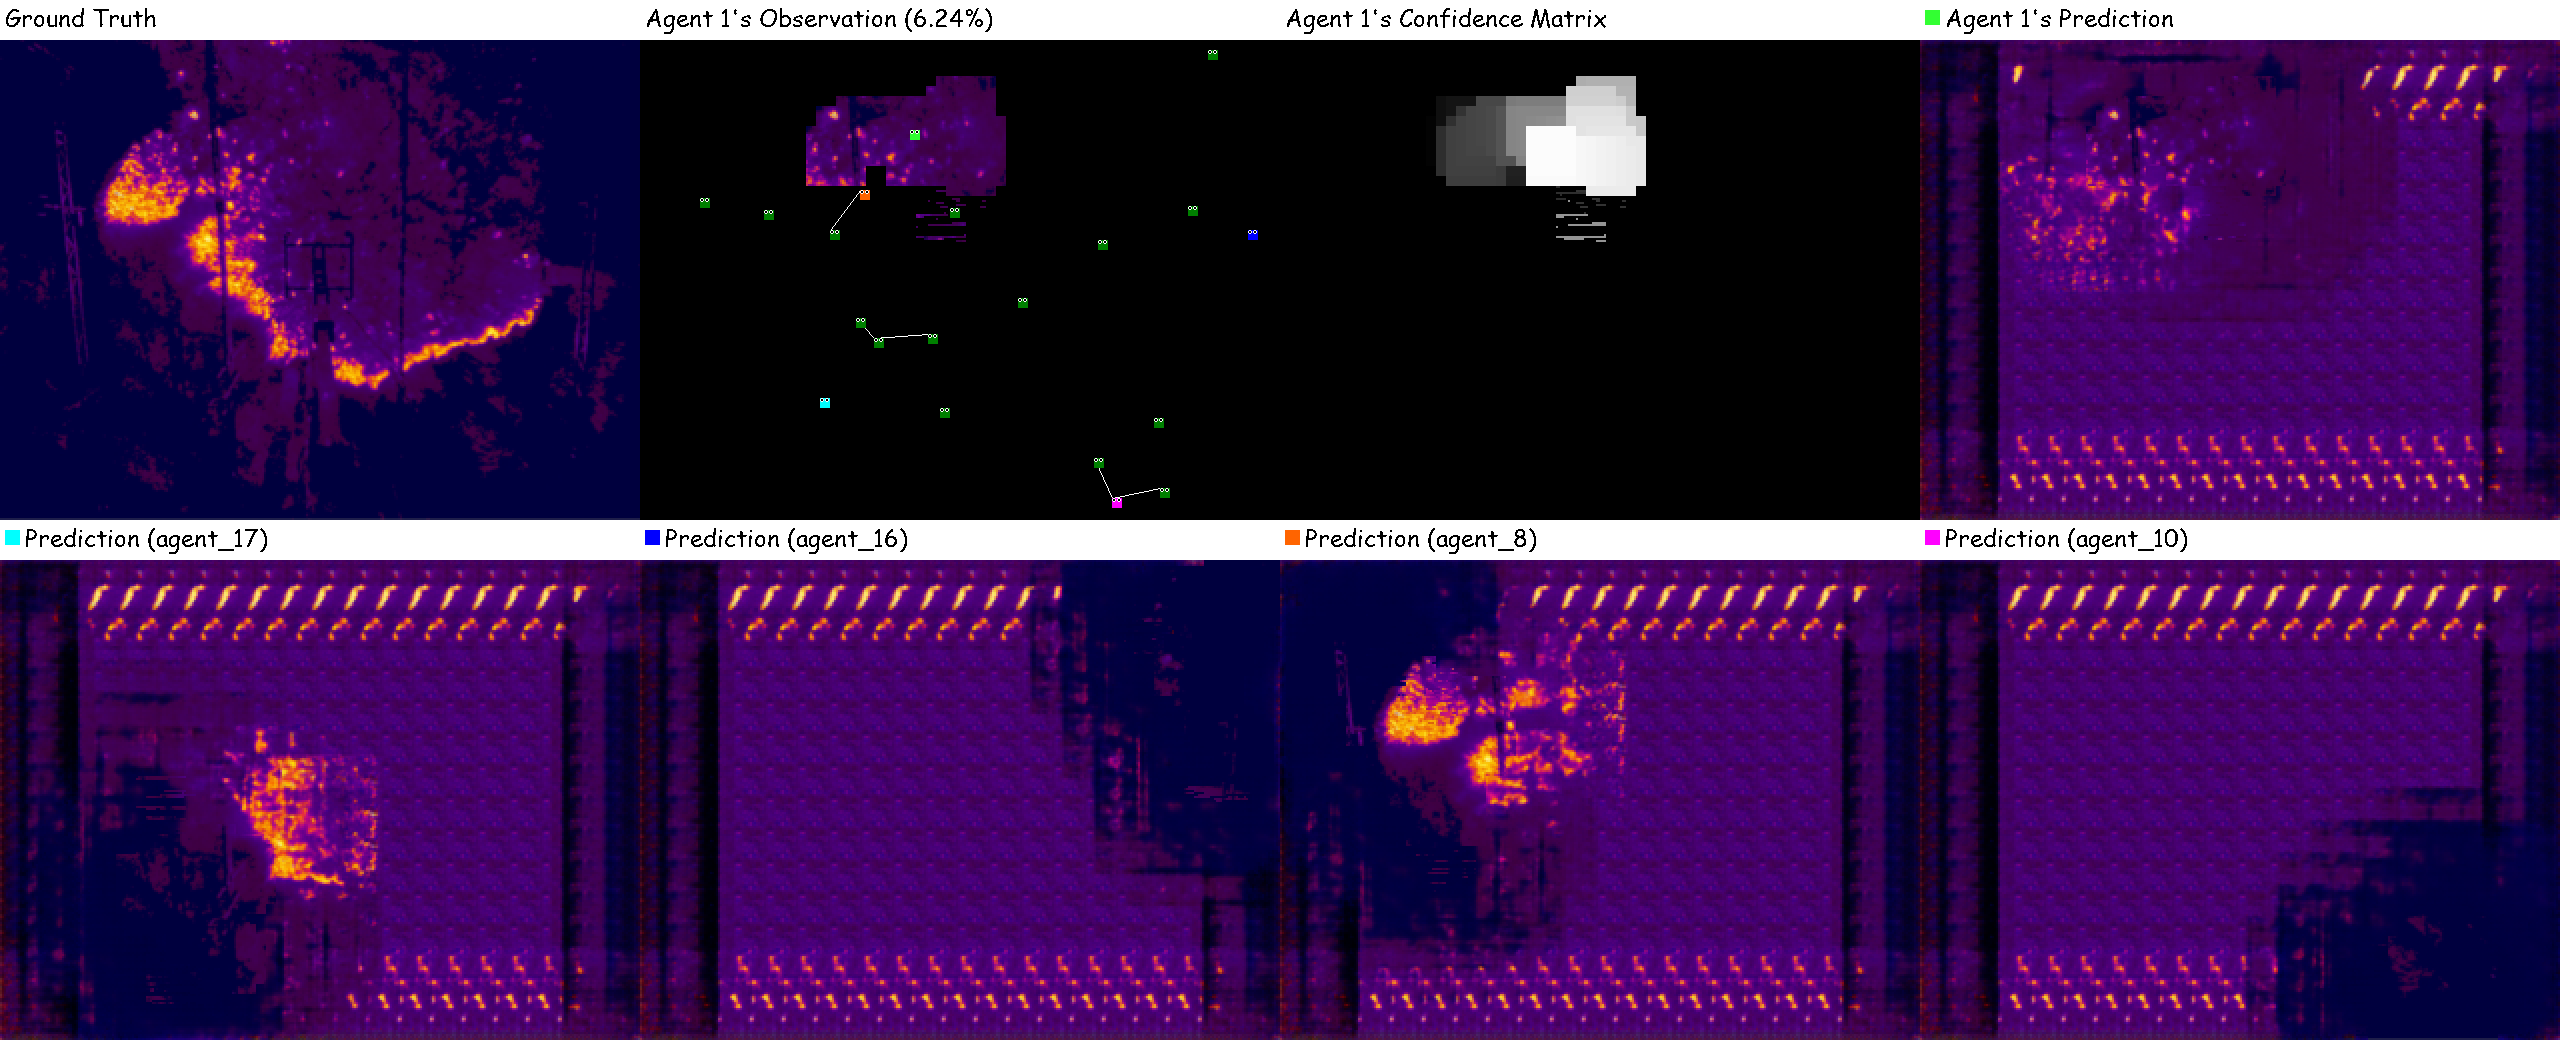 Ground Truth
Agent 1's Observation (6.24%)
Agent 1's Confidence Matrix
Agent 1's Prediction
Prediction (agent_17)
Prediction (agent_16)
Prediction (agent_8)
Prediction (agent_10)